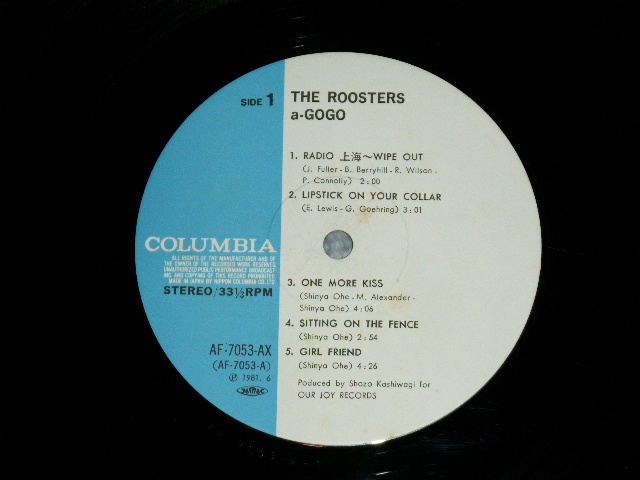 SIDE 1
THE ROOSTERS
a-GOGO
1. RADIO 上海〜WIPE OUT
(J. Fuller - B. Berryhill - R. Wilson -
P. Connolly) 2:00
2. LIPSTICK ON YOUR COLLAR
(E. Lewis - G. Goehring) 3:01
COLUMBIA
ALL RIGHTS OF THE MANUFACTURER AND OF
THE OWNER OF THE RECORDED WORK RESERVED
UNAUTHORIZED PUBLIC PERFORMANCE BROADCAST-
ING AND COPYING OF THIS RECORD PROHIBITED.
MADE IN JAPAN BY NIPPON COLUMBIA CO.,LTD.
STEREO/33⅓RPM
3. ONE MORE KISS
(Shinya Ohe - M. Alexander -
Shinya Ohe) 4:06
4. SITTING ON THE FENCE
(Shinya Ohe) 2:54
5. GIRL FRIEND
(Shinya Ohe) 4:26
AF-7053-AX
(AF-7053-A)
Ⓟ 1981. 6
Produced by Shozo Kashiwagi for
OUR JOY RECORDS